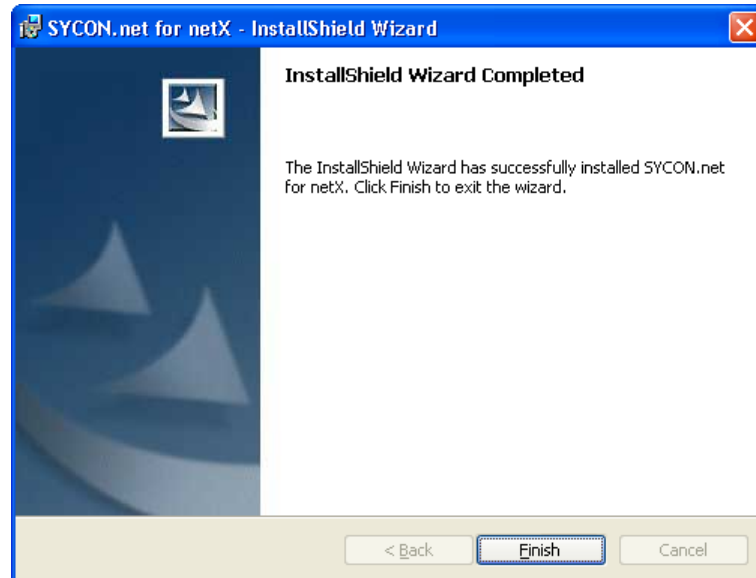 SYCON.net for netX - InstallShield Wizard
InstallShield Wizard Completed
The InstallShield Wizard has successfully installed SYCON.net
for netX. Click Finish to exit the wizard.
< Back
Finish
Cancel